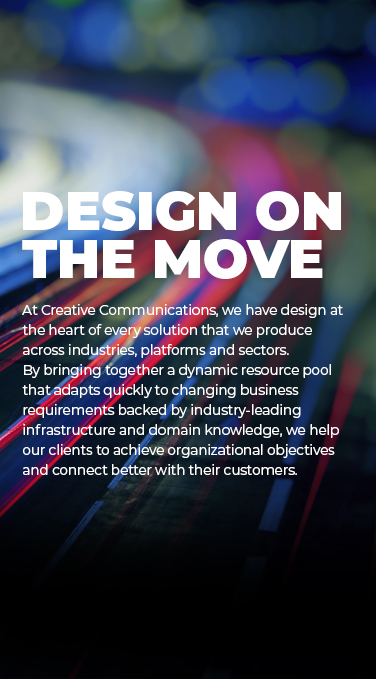 DESIGN ON
THE MOVE
At Creative Communications, we have design at
the heart of every solution that we produce
across industries, platforms and sectors.
By bringing together a dynamic resource pool
that adapts quickly to changing business
requirements backed by industry-leading
infrastructure and domain knowledge, we help
our clients to achieve organizational objectives
and connect better with their customers.